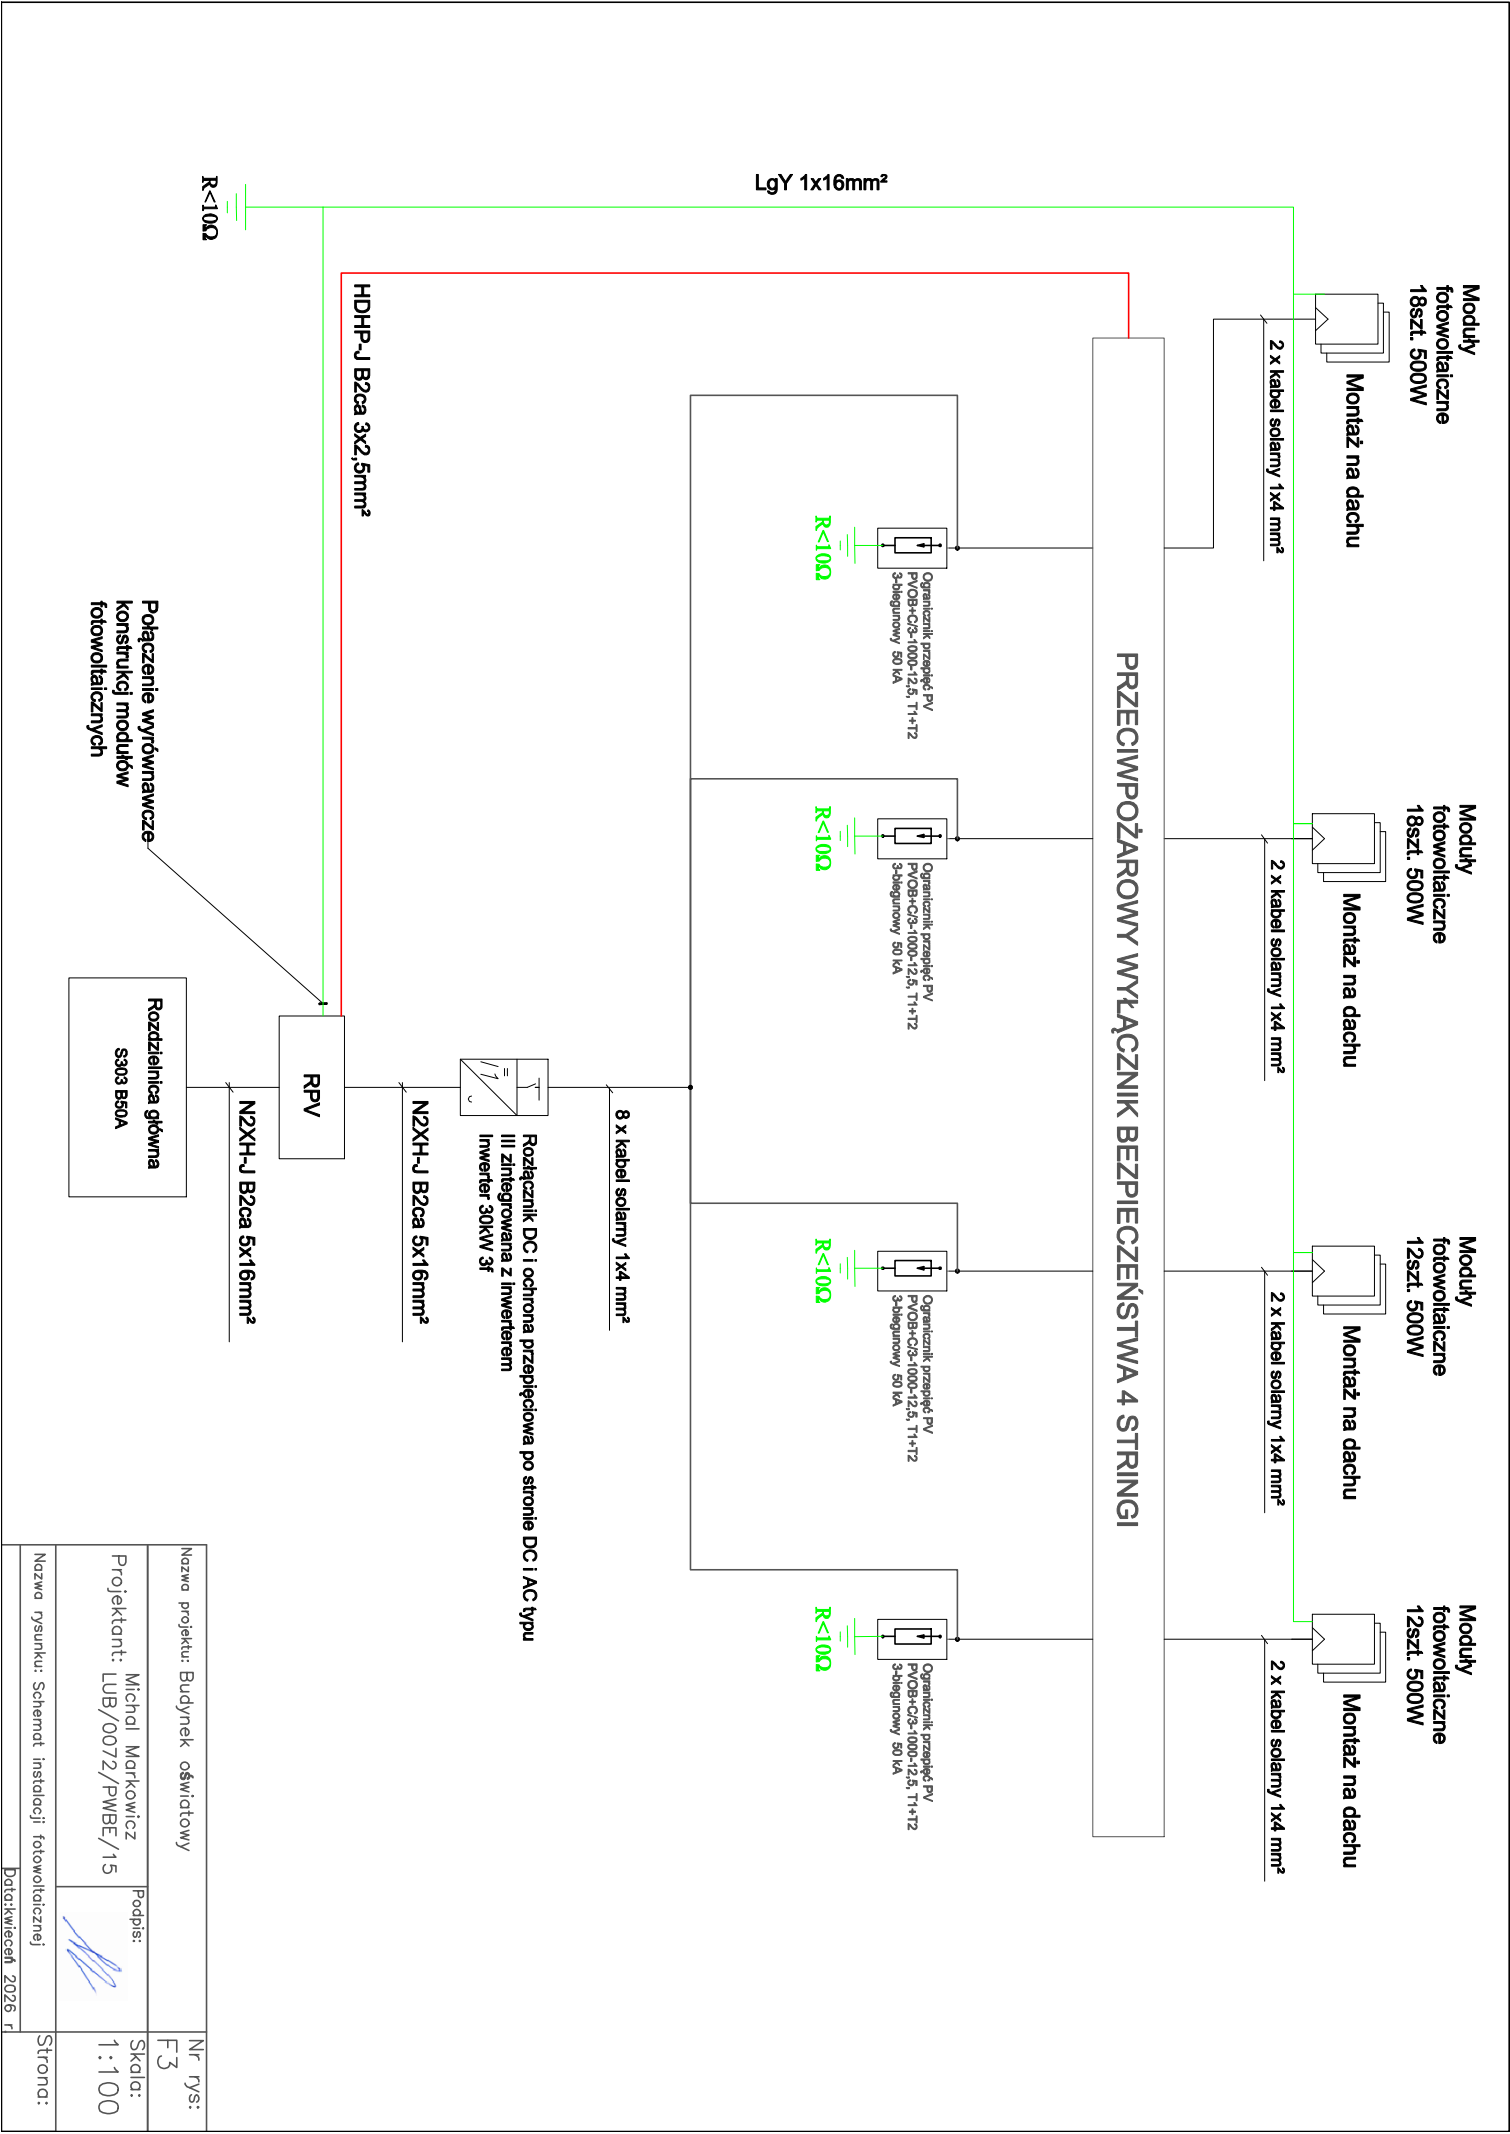 Moduły
fotowoltaiczne
18szt. 500W
Montaż na dachu
2 x kabel solarny 1x4 mm²
Moduły
fotowoltaiczne
18szt. 500W
Montaż na dachu
2 x kabel solarny 1x4 mm²
Moduły
fotowoltaiczne
12szt. 500W
Montaż na dachu
2 x kabel solarny 1x4 mm²
Moduły
fotowoltaiczne
12szt. 500W
Montaż na dachu
2 x kabel solarny 1x4 mm²
PRZECIWPOŻAROWY WYŁĄCZNIK BEZPIECZEŃSTWA 4 STRINGI
LgY 1x16mm²
Ogranicznik przepięć PV
PVOB+C/3-1000-12,5, T1+T2
3-biegunowy 50 kA
R<10Ω
Ogranicznik przepięć PV
PVOB+C/3-1000-12,5, T1+T2
3-biegunowy 50 kA
R<10Ω
Ogranicznik przepięć PV
PVOB+C/3-1000-12,5, T1+T2
3-biegunowy 50 kA
R<10Ω
Ogranicznik przepięć PV
PVOB+C/3-1000-12,5, T1+T2
3-biegunowy 50 kA
R<10Ω
8 x kabel solarny 1x4 mm²
Rozłącznik DC i ochrona przepięciowa po stronie DC i AC typu
III zintegrowana z inwerterem
Inwerter 30kW 3f
HDHP-J B2ca 3x2,5mm²
N2XH-J B2ca 5x16mm²
RPV
N2XH-J B2ca 5x16mm²
R<10Ω
Połączenie wyrównawcze
konstrukcj modułów
fotowoltaicznych
Rozdzielnica główna
S303 B50A
Nazwa projektu: Budynek oświatowy
Nr rys:
F3
Projektant: Michal Markowicz
LUB/0072/PWBE/15
Podpis:
Skala:
1:100
Nazwa rysunku: Schemat instalacji fotowoltaicznej
Strona:
Data:kwieceń 2026 r.